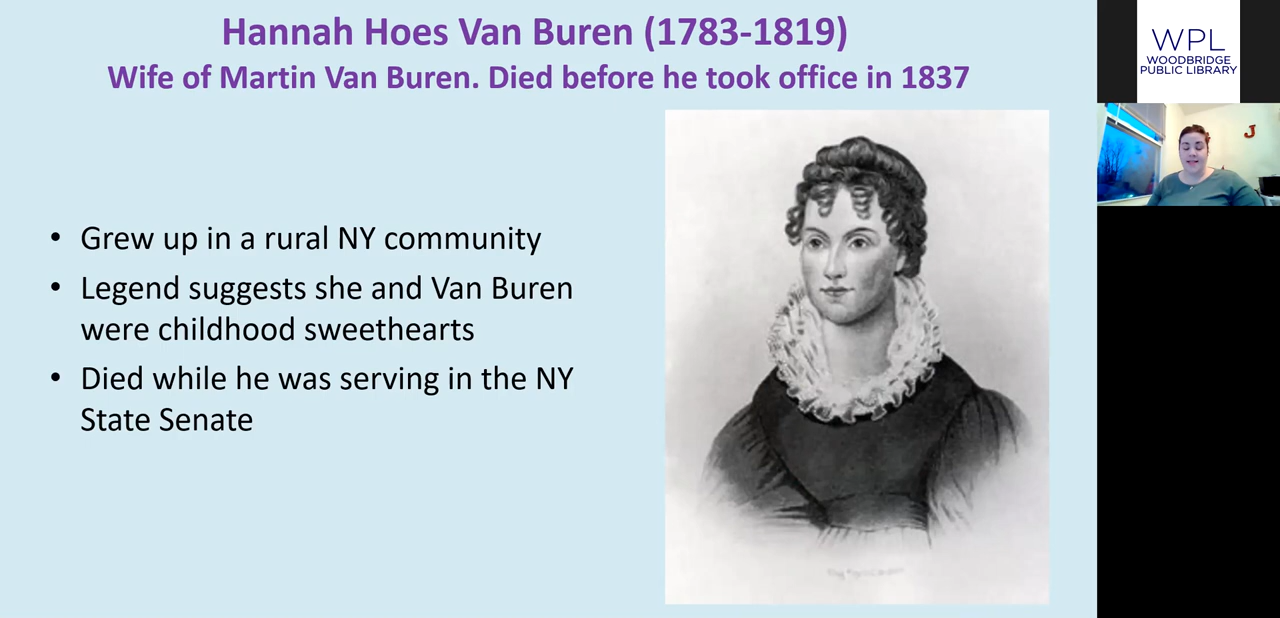 Hannah Hoes Van Buren (1783-1819)
Wife of Martin Van Buren. Died before he took office in 1837
• Grew up in a rural NY community
• Legend suggests she and Van Buren
were childhood sweethearts
• Died while he was serving in the NY
State Senate
WPL
WOODBRIDGE
PUBLIC LIBRARY
J